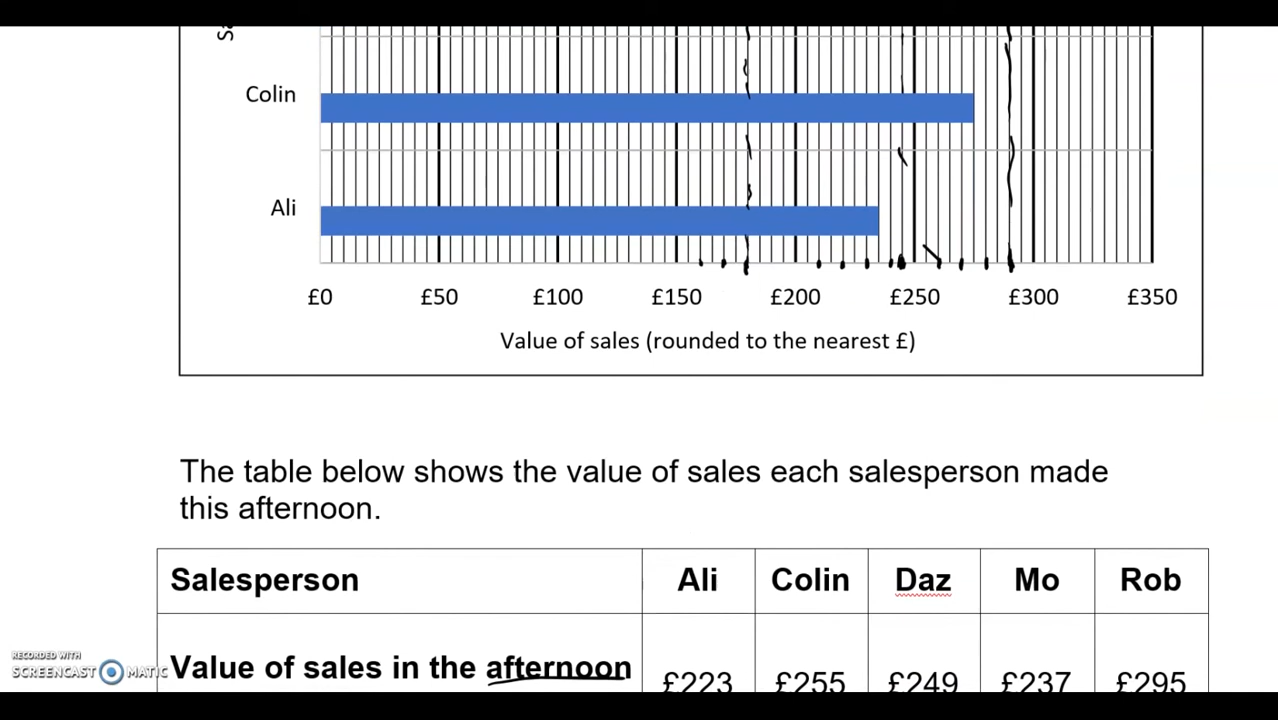 Sa
Colin
Ali
£0 £50 £100 £150 £200 £250 £300 £350
Value of sales (rounded to the nearest £)
The table below shows the value of sales each salesperson made
this afternoon.
Salesperson Ali Colin Daz Mo Rob
Value of sales in the afternoon £223 £255 £249 £237 £295
RECORDED WITH
SCREENCAST MATIC